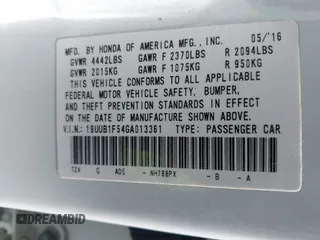 MFD. BY HONDA OF AMERICA MFG., INC. 05/'16
GVWR 4442LBS GAWR F 2370LBS R 2094LBS
GVWR 2015KG GAWR F 1075KG R 950KG
THIS VEHICLE CONFORMS TO ALL APPLICABLE
FEDERAL MOTOR VEHICLE SAFETY, BUMPER,
AND THEFT PREVENTION STANDARDS IN EFFECT
ON THE DATE OF MANUFACTURE SHOWN ABOVE.
V.I.N.: 19UUB1F54GA013361 TYPE: PASSENGER CAR
TZ4 G AD5 - NH788PX - B - A
DREAMBID